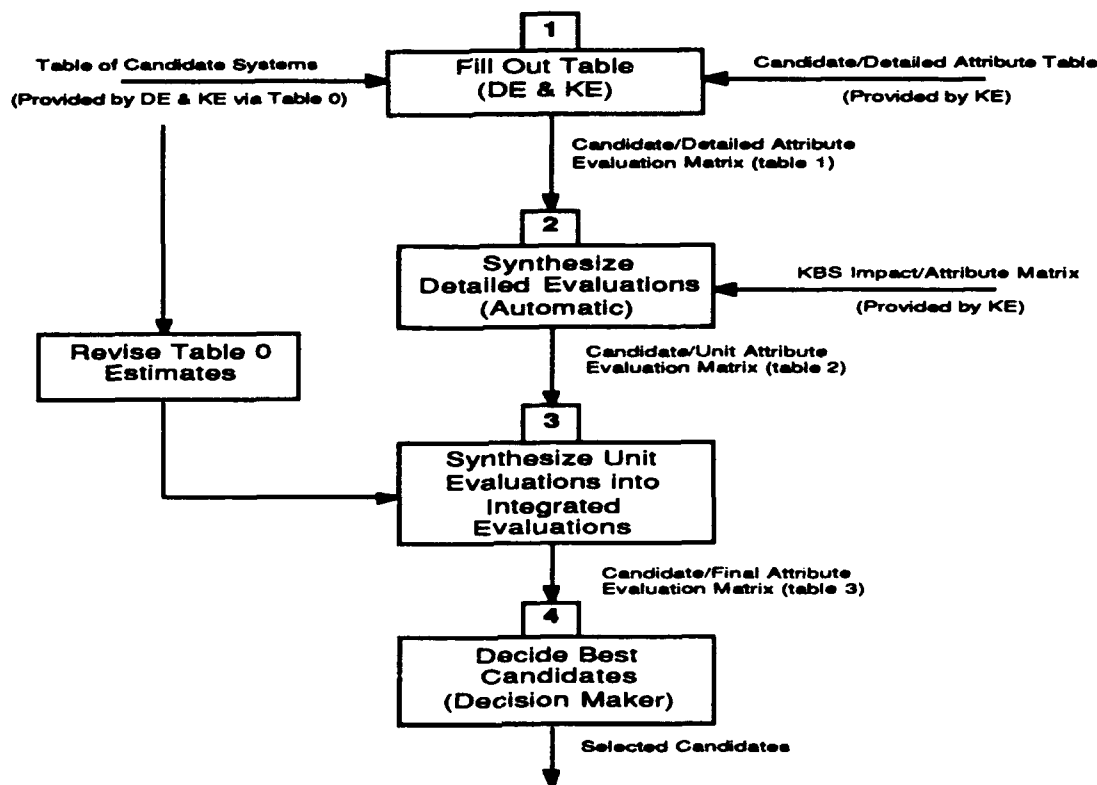 1
Fill Out Table
(DE & KE)
Table of Candidate Systems
(Provided by DE & KE via Table 0)
Candidate/Detailed Attribute Table
(Provided by KE)
Candidate/Detailed Attribute
Evaluation Matrix (table 1)
2
Synthesize
Detailed Evaluations
(Automatic)
KBS Impact/Attribute Matrix
(Provided by KE)
Revise Table 0
Estimates
Candidate/Unit Attribute
Evaluation Matrix (table 2)
3
Synthesize Unit
Evaluations into
Integrated
Evaluations
Candidate/Final Attribute
Evaluation Matrix (table 3)
4
Decide Best
Candidates
(Decision Maker)
Selected Candidates